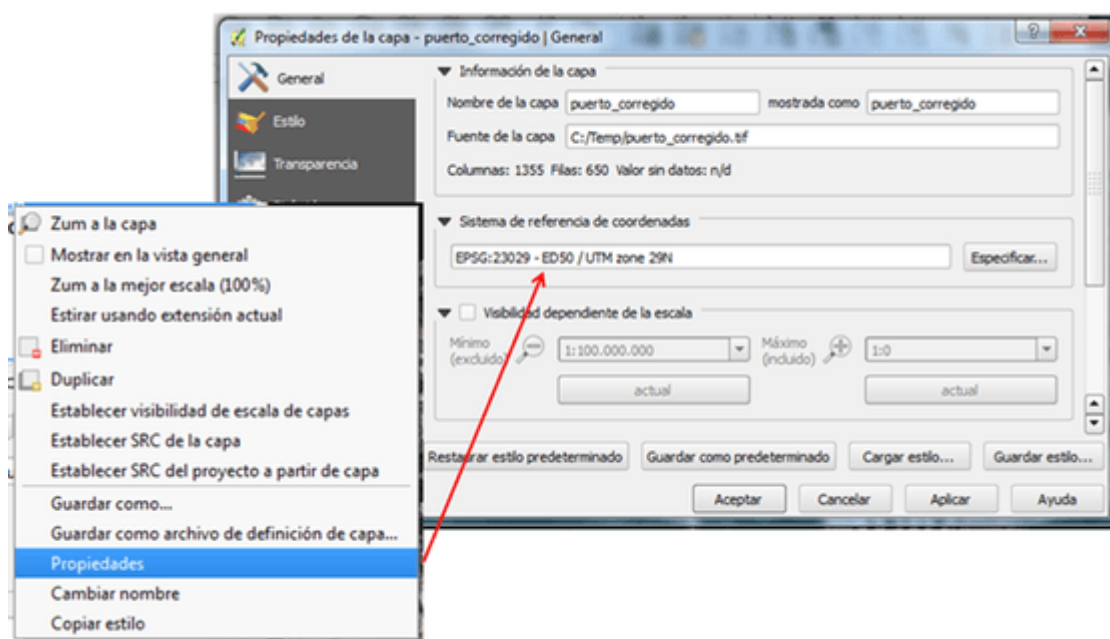 Propiedades de la capa - puerto_corregido | General
General
Estilo
Transparencia
Información de la capa
Nombre de la capa puerto_corregido mostrada como puerto_corregido
Fuente de la capa C:/Temp/puerto_corregido.tif
Columnas: 1355 Filas: 650 Valor sin datos: n/d
Sistema de referencia de coordenadas
EPSG:23029 - ED50 / UTM zone 29N Especificar...
Visibilidad dependiente de la escala
Mínimo (excluido) 1:100.000.000 Máximo (incluido) 1:0
actual actual
Restaurar estilo predeterminado Guardar como predeterminado Cargar estilo... Guardar estilo...
Aceptar Cancelar Aplicar Ayuda
Zum a la capa
Mostrar en la vista general
Zum a la mejor escala (100%)
Estirar usando extensión actual
Eliminar
Duplicar
Establecer visibilidad de escala de capas
Establecer SRC de la capa
Establecer SRC del proyecto a partir de capa
Guardar como...
Guardar como archivo de definición de capa...
Propiedades
Cambiar nombre
Copiar estilo